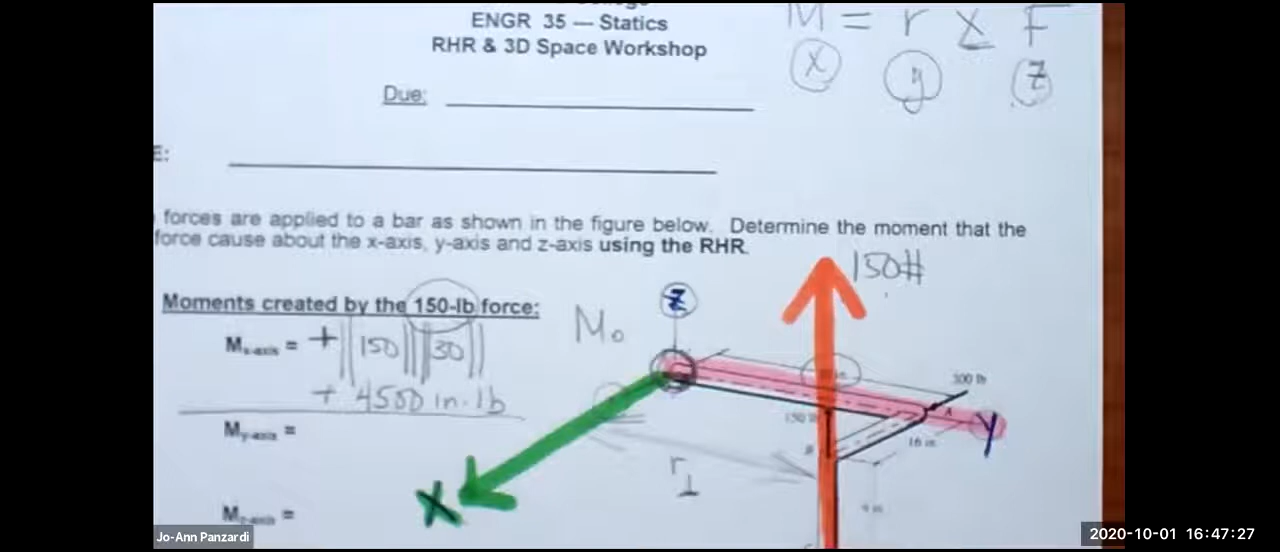 ENGR 35 — Statics
RHR & 3D Space Workshop
M = r × F
x y z
Due:
E:
forces are applied to a bar as shown in the figure below. Determine the moment that the
force cause about the x-axis, y-axis and z-axis using the RHR.
150#
Moments created by the 150-lb force:
Z
Mₓ₋ₐₓᵢₛ = + |150||30|
Mo
+ 4500 in·lb
300 lb
150 lb
A
Y
My-axis =
16 in
B
r⊥
X
Mz-axis =
Jo-Ann Panzardi
2020-10-01 16:47:27